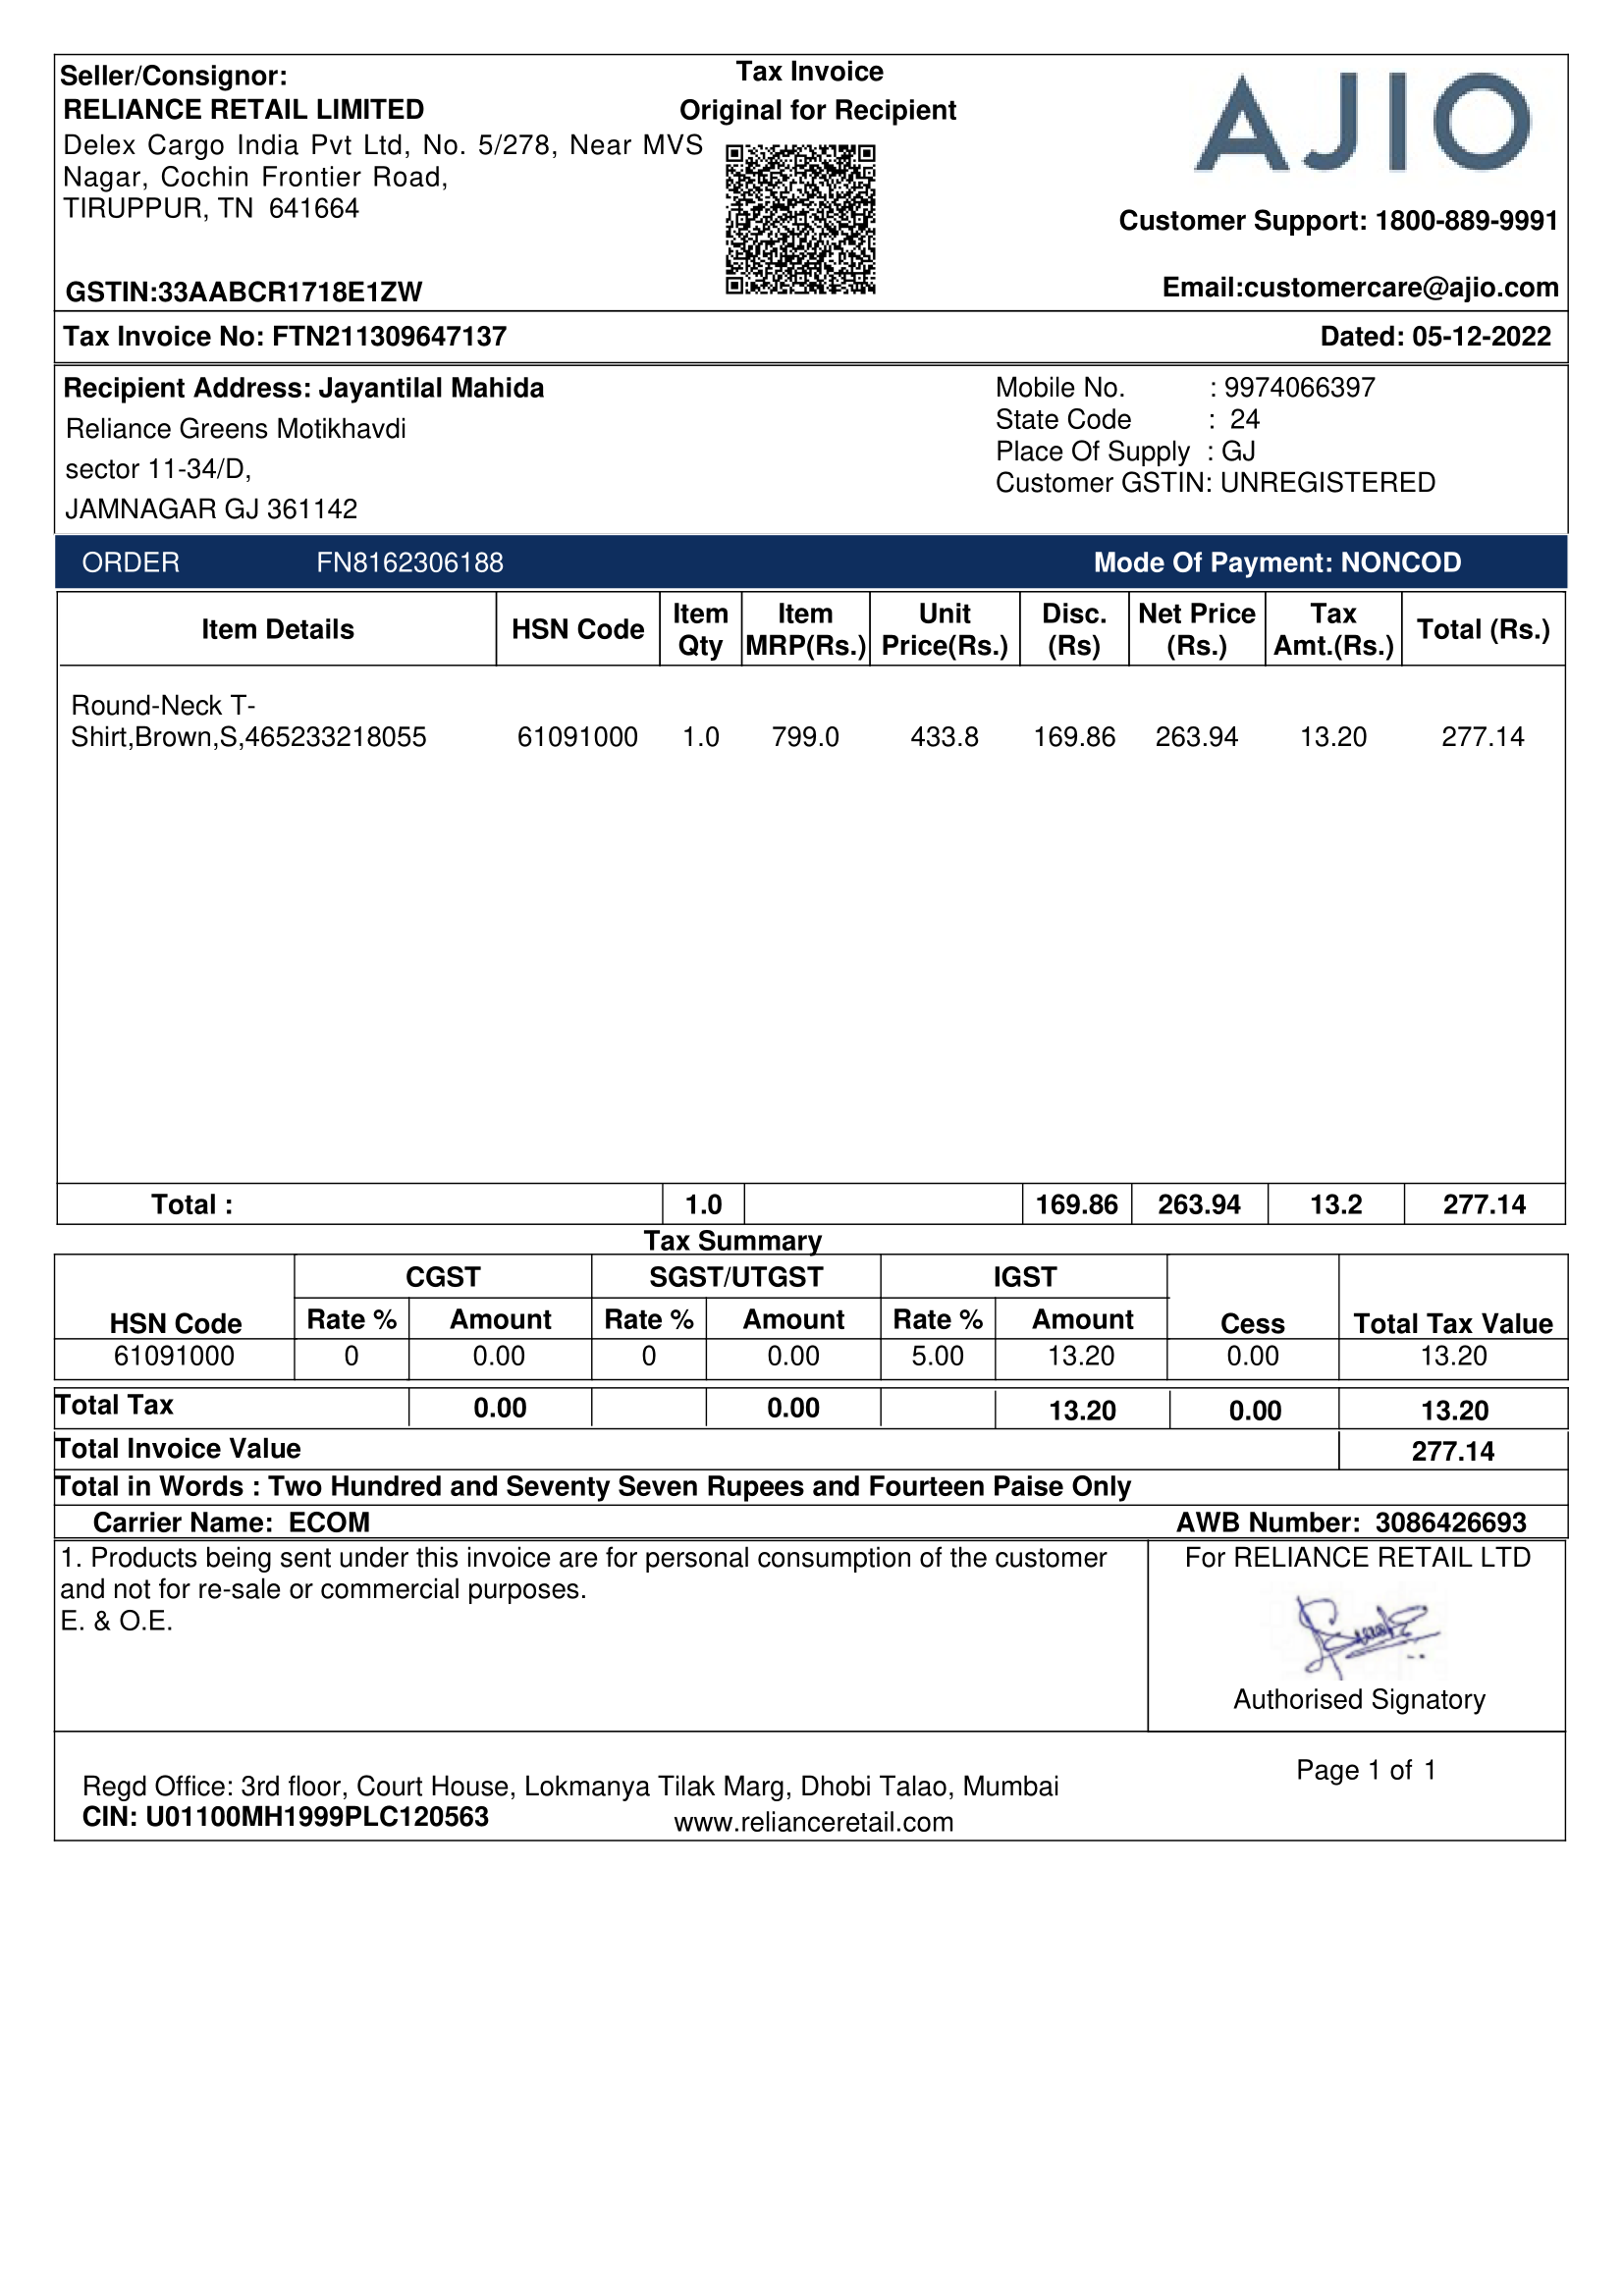 Seller/Consignor:
RELIANCE RETAIL LIMITED
Delex Cargo India Pvt Ltd, No. 5/278, Near MVS
Nagar, Cochin Frontier Road,
TIRUPPUR, TN 641664
GSTIN:33AABCR1718E1ZW
Tax Invoice
Original for Recipient
AJIO
Customer Support: 1800-889-9991
Email:customercare@ajio.com
Tax Invoice No: FTN211309647137 Dated: 05-12-2022
Recipient Address: Jayantilal Mahida
Reliance Greens Motikhavdi
sector 11-34/D,
JAMNAGAR GJ 361142
Mobile No. : 9974066397
State Code : 24
Place Of Supply : GJ
Customer GSTIN: UNREGISTERED
ORDER FN8162306188 Mode Of Payment: NONCOD
Item Details HSN Code Item Qty Item MRP(Rs.) Unit Price(Rs.) Disc. (Rs) Net Price (Rs.) Tax Amt.(Rs.) Total (Rs.)
Round-Neck T-
Shirt,Brown,S,465233218055 61091000 1.0 799.0 433.8 169.86 263.94 13.20 277.14
Total : 1.0 169.86 263.94 13.2 277.14
Tax Summary
CGST SGST/UTGST IGST
HSN Code Rate % Amount Rate % Amount Rate % Amount Cess Total Tax Value
61091000 0 0.00 0 0.00 5.00 13.20 0.00 13.20
Total Tax 0.00 0.00 13.20 0.00 13.20
Total Invoice Value 277.14
Total in Words : Two Hundred and Seventy Seven Rupees and Fourteen Paise Only
Carrier Name: ECOM AWB Number: 3086426693
1. Products being sent under this invoice are for personal consumption of the customer
and not for re-sale or commercial purposes.
E. & O.E.
For RELIANCE RETAIL LTD
Authorised Signatory
Page 1 of 1
Regd Office: 3rd floor, Court House, Lokmanya Tilak Marg, Dhobi Talao, Mumbai
CIN: U01100MH1999PLC120563 www.relianceretail.com